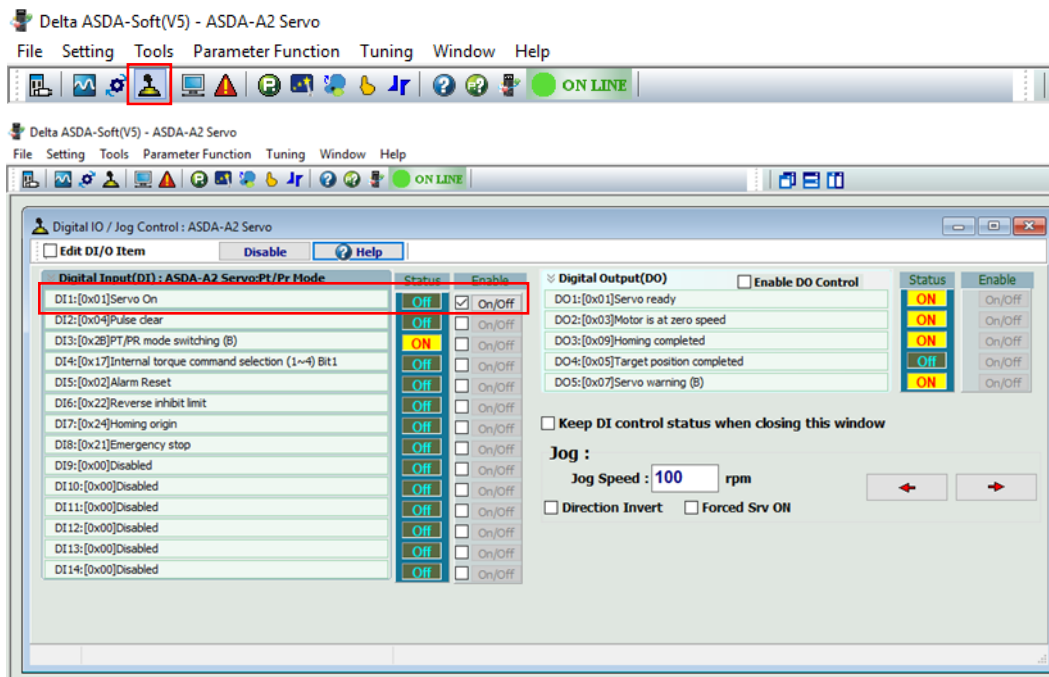 Delta ASDA-Soft(V5) - ASDA-A2 Servo
File Setting Tools Parameter Function Tuning Window Help
ON LINE
Delta ASDA-Soft(V5) - ASDA-A2 Servo
File Setting Tools Parameter Function Tuning Window Help
ON LINE
Digital IO / Jog Control : ASDA-A2 Servo
Edit DI/O Item Disable Help
Digital Input(DI) : ASDA-A2 Servo:Pt/Pr Mode Status Enable
DI1:[0x01]Servo On Off On/Off
DI2:[0x04]Pulse clear Off On/Off
DI3:[0x2B]PT/PR mode switching (B) ON On/Off
DI4:[0x17]Internal torque command selection (1~4) Bit1 Off On/Off
DI5:[0x02]Alarm Reset Off On/Off
DI6:[0x22]Reverse inhibit limit Off On/Off
DI7:[0x24]Homing origin Off On/Off
DI8:[0x21]Emergency stop Off On/Off
DI9:[0x00]Disabled Off On/Off
DI10:[0x00]Disabled Off On/Off
DI11:[0x00]Disabled Off On/Off
DI12:[0x00]Disabled Off On/Off
DI13:[0x00]Disabled Off On/Off
DI14:[0x00]Disabled Off On/Off
Digital Output(DO) Enable DO Control Status Enable
DO1:[0x01]Servo ready ON On/Off
DO2:[0x03]Motor is at zero speed ON On/Off
DO3:[0x09]Homing completed ON On/Off
DO4:[0x05]Target position completed Off On/Off
DO5:[0x07]Servo warning (B) ON On/Off
Keep DI control status when closing this window
Jog :
Jog Speed : 100 rpm
Direction Invert Forced Srv ON